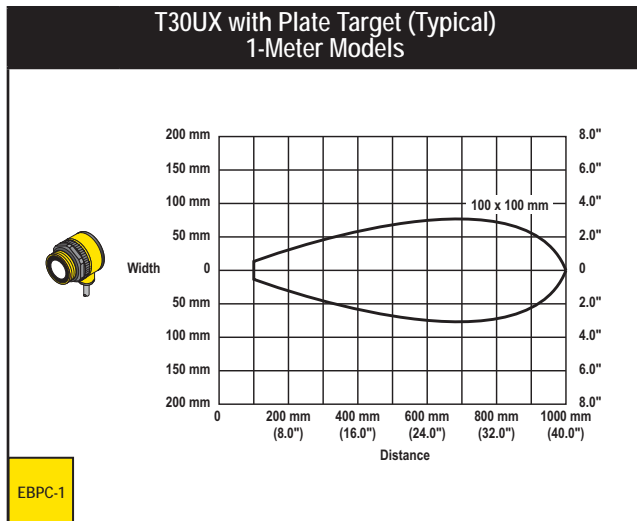 T30UX with Plate Target (Typical)
1-Meter Models
200 mm 8.0"
150 mm 6.0"
100 mm 4.0"
100 x 100 mm
50 mm 2.0"
Width 0 0
50 mm 2.0"
100 mm 4.0"
150 mm 6.0"
200 mm 8.0"
0 200 mm 400 mm 600 mm 800 mm 1000 mm
(8.0") (16.0") (24.0") (32.0") (40.0")
Distance
EBPC-1